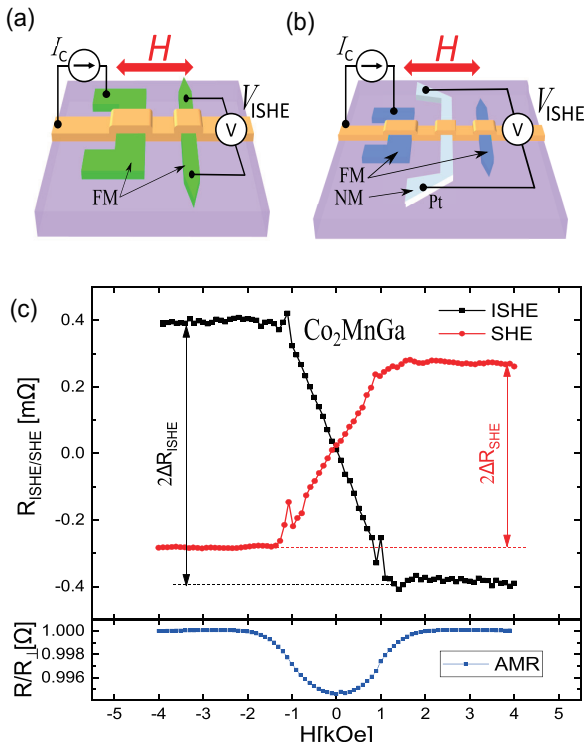 (a)
I_C
H
V_ISHE
V
FM
(b)
I_C
H
V_ISHE
V
FM
NM
Pt
(c)
Co₂MnGa
ISHE
SHE
R_ISHE/SHE [mΩ]
0.4
0.2
0.0
-0.2
-0.4
2ΔR_ISHE
2ΔR_SHE
R/R_⊥[Ω]
1.000
0.998
0.996
AMR
-5 -4 -3 -2 -1 0 1 2 3 4 5
H[kOe]